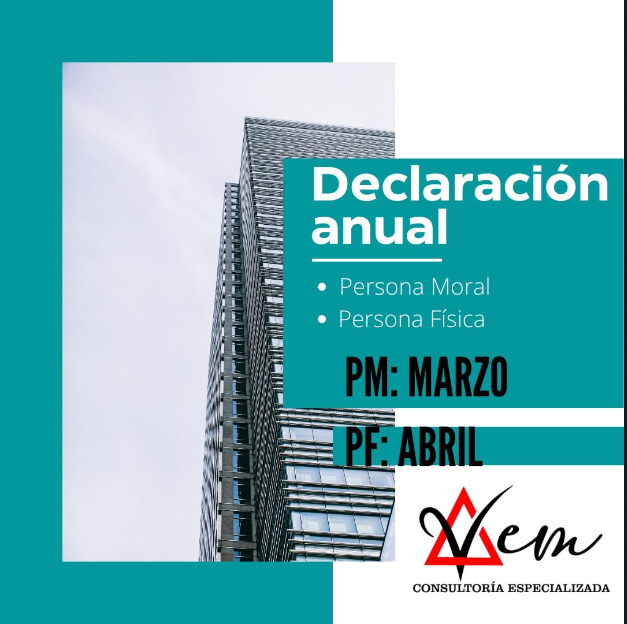 Declaración
anual
• Persona Moral
• Persona Física
PM: MARZO
PF: ABRIL
Vem
CONSULTORÍA ESPECIALIZADA